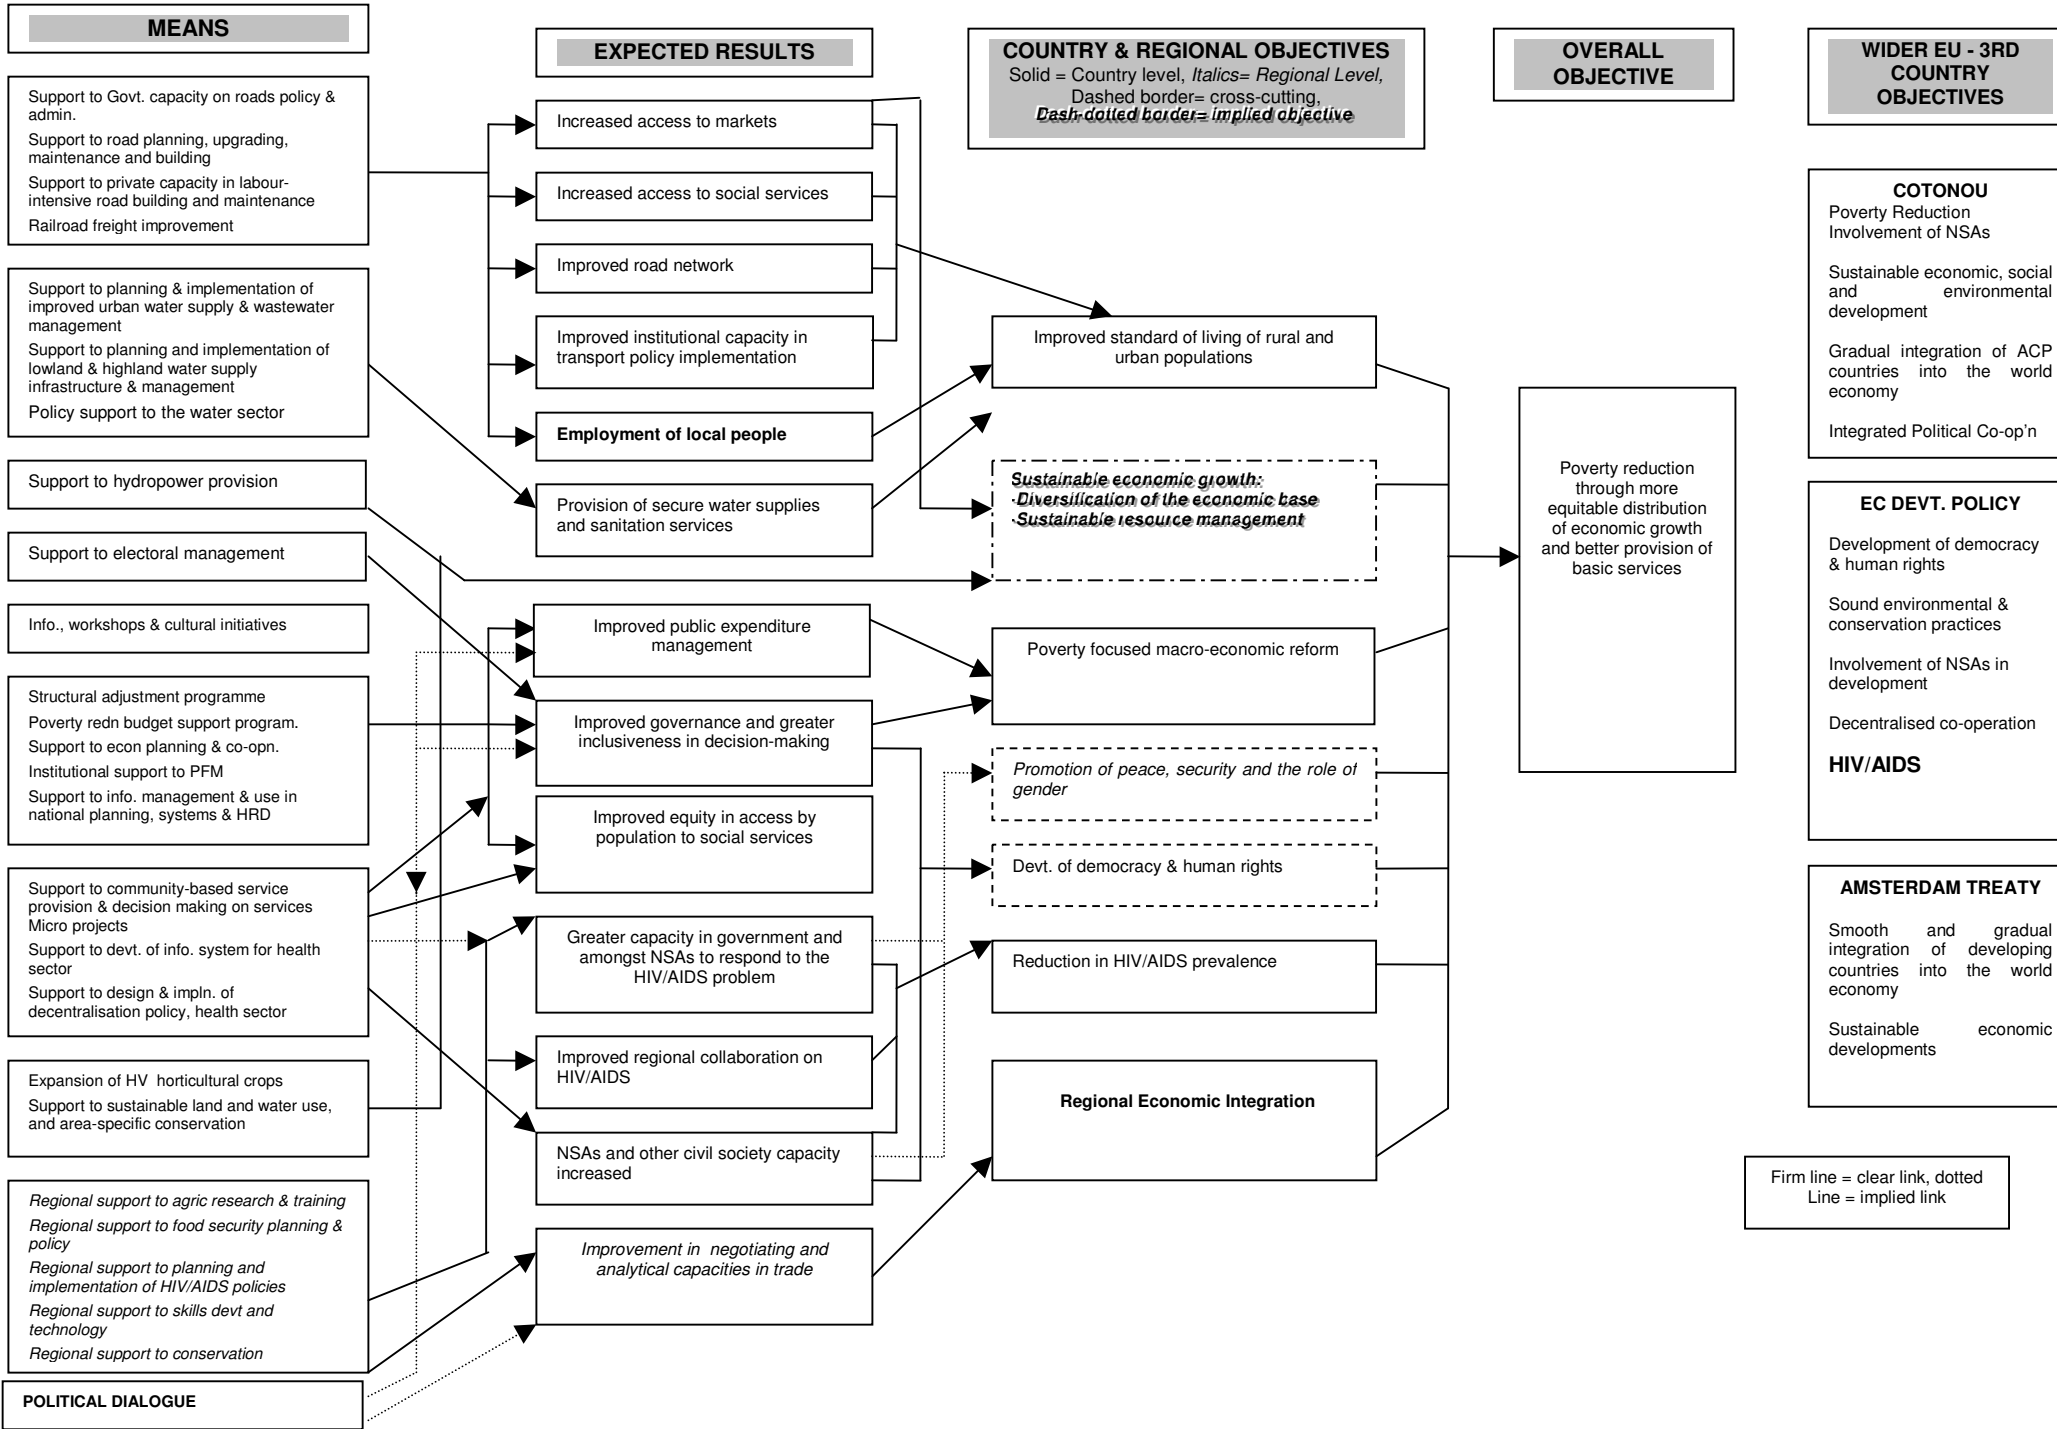 MEANS
Support to Govt. capacity on roads policy &
admin.
Support to road planning, upgrading,
maintenance and building
Support to private capacity in labour-
intensive road building and maintenance
Railroad freight improvement
Support to planning & implementation of
improved urban water supply & wastewater
management
Support to planning and implementation of
lowland & highland water supply
infrastructure & management
Policy support to the water sector
Support to hydropower provision
Support to electoral management
Info., workshops & cultural initiatives
Structural adjustment programme
Poverty redn budget support program.
Support to econ planning & co-opn.
Institutional support to PFM
Support to info. management & use in
national planning, systems & HRD
Support to community-based service
provision & decision making on services
Micro projects
Support to devt. of info. system for health
sector
Support to design & impln. of
decentralisation policy, health sector
Expansion of HV horticultural crops
Support to sustainable land and water use,
and area-specific conservation
Regional support to agric research & training
Regional support to food security planning &
policy
Regional support to planning and
implementation of HIV/AIDS policies
Regional support to skills devt and
technology
Regional support to conservation
POLITICAL DIALOGUE
EXPECTED RESULTS
Increased access to markets
Increased access to social services
Improved road network
Improved institutional capacity in
transport policy implementation
Employment of local people
Provision of secure water supplies
and sanitation services
Improved public expenditure
management
Improved governance and greater
inclusiveness in decision-making
Improved equity in access by
population to social services
Greater capacity in government and
amongst NSAs to respond to the
HIV/AIDS problem
Improved regional collaboration on
HIV/AIDS
NSAs and other civil society capacity
increased
Improvement in negotiating and
analytical capacities in trade
COUNTRY & REGIONAL OBJECTIVES
Solid = Country level, Italics= Regional Level,
Dashed border= cross-cutting,
Dash-dotted border= implied objective
Improved standard of living of rural and
urban populations
Sustainable economic growth:
-Diversification of the economic base
-Sustainable resource management
Poverty focused macro-economic reform
Promotion of peace, security and the role of
gender
Devt. of democracy & human rights
Reduction in HIV/AIDS prevalence
Regional Economic Integration
OVERALL
OBJECTIVE
Poverty reduction
through more
equitable distribution
of economic growth
and better provision of
basic services
WIDER EU - 3RD
COUNTRY
OBJECTIVES
COTONOU
Poverty Reduction
Involvement of NSAs
Sustainable economic, social
and environmental
development
Gradual integration of ACP
countries into the world
economy
Integrated Political Co-op'n
EC DEVT. POLICY
Development of democracy
& human rights
Sound environmental &
conservation practices
Involvement of NSAs in
development
Decentralised co-operation
HIV/AIDS
AMSTERDAM TREATY
Smooth and gradual
integration of developing
countries into the world
economy
Sustainable economic
developments
Firm line = clear link, dotted
Line = implied link